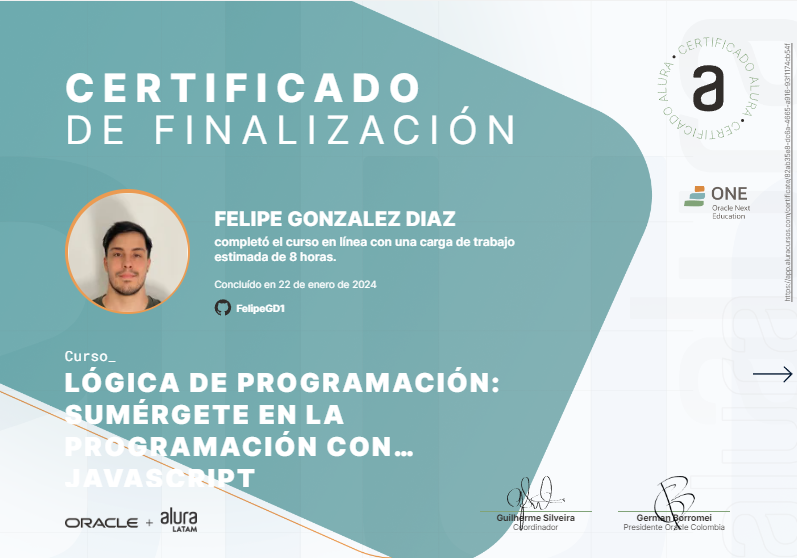 CERTIFICADO
DE FINALIZACIÓN
CERTIFICADO ALURA • CERTIFICADO ALURA •
a
ONE
Oracle Next
Education
FELIPE GONZALEZ DIAZ
completó el curso en línea con una carga de trabajo
estimada de 8 horas.
Concluído en 22 de enero de 2024
FelipeGD1
Curso_
LÓGICA DE PROGRAMACIÓN:
SUMÉRGETE EN LA
PROGRAMACIÓN CON...
JAVASCRIPT
ORACLE + alura
LATAM
Guilherme Silveira
Coordinador
German Borromei
Presidente Oracle Colombia